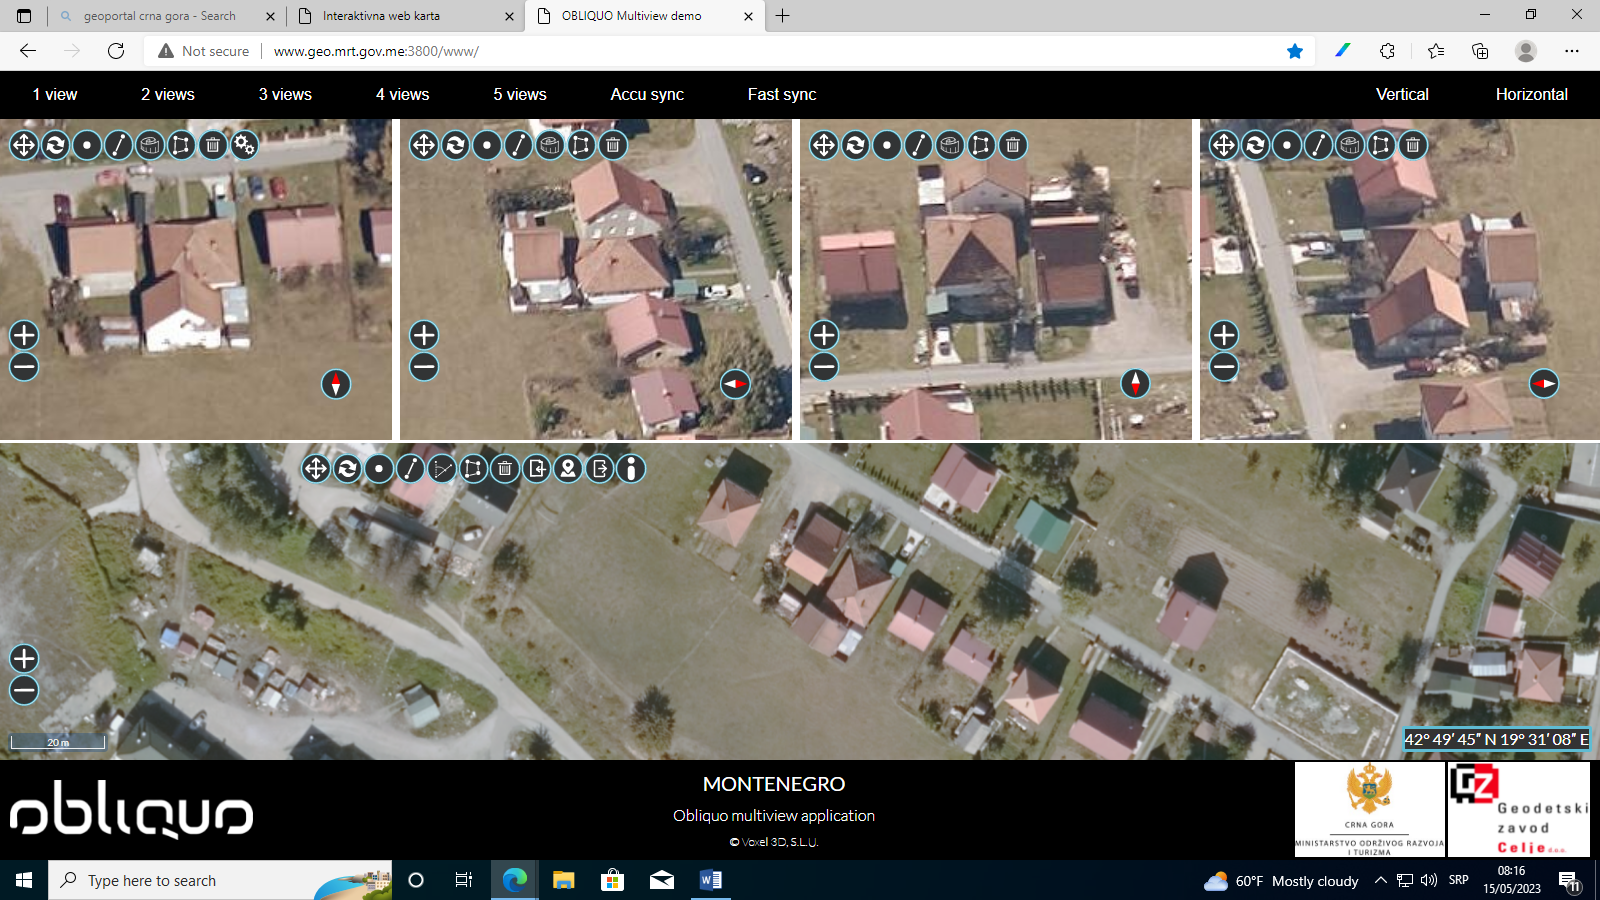 geoportal crna gora - Search
Interaktivna web karta
OBLIQUO Multiview demo
Not secure
www.geo.mrt.gov.me:3800/www/
1 view
2 views
3 views
4 views
5 views
Accu sync
Fast sync
Vertical
Horizontal
20 m
42° 49′ 45″ N 19° 31′ 08″ E
obliquo
MONTENEGRO
Obliquo multiview application
© Voxel 3D, S.L.U.
CRNA GORA
MINISTARSTVO ODRŽIVOG RAZVOJA
I TURIZMA
GZ
Geodetski
zavod
Celje d.o.o.
Type here to search
60°F Mostly cloudy
SRP
08:16
15/05/2023
11